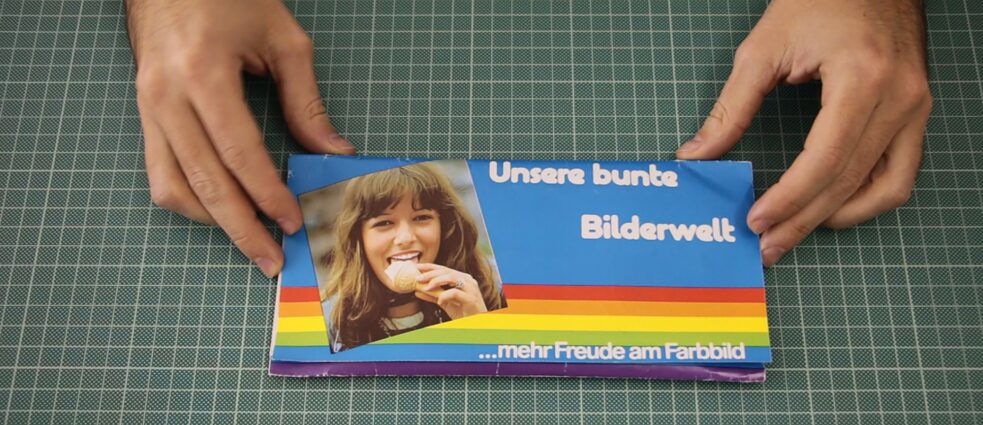 Unsere bunte
Bilderwelt
...mehr Freude am Farbbild